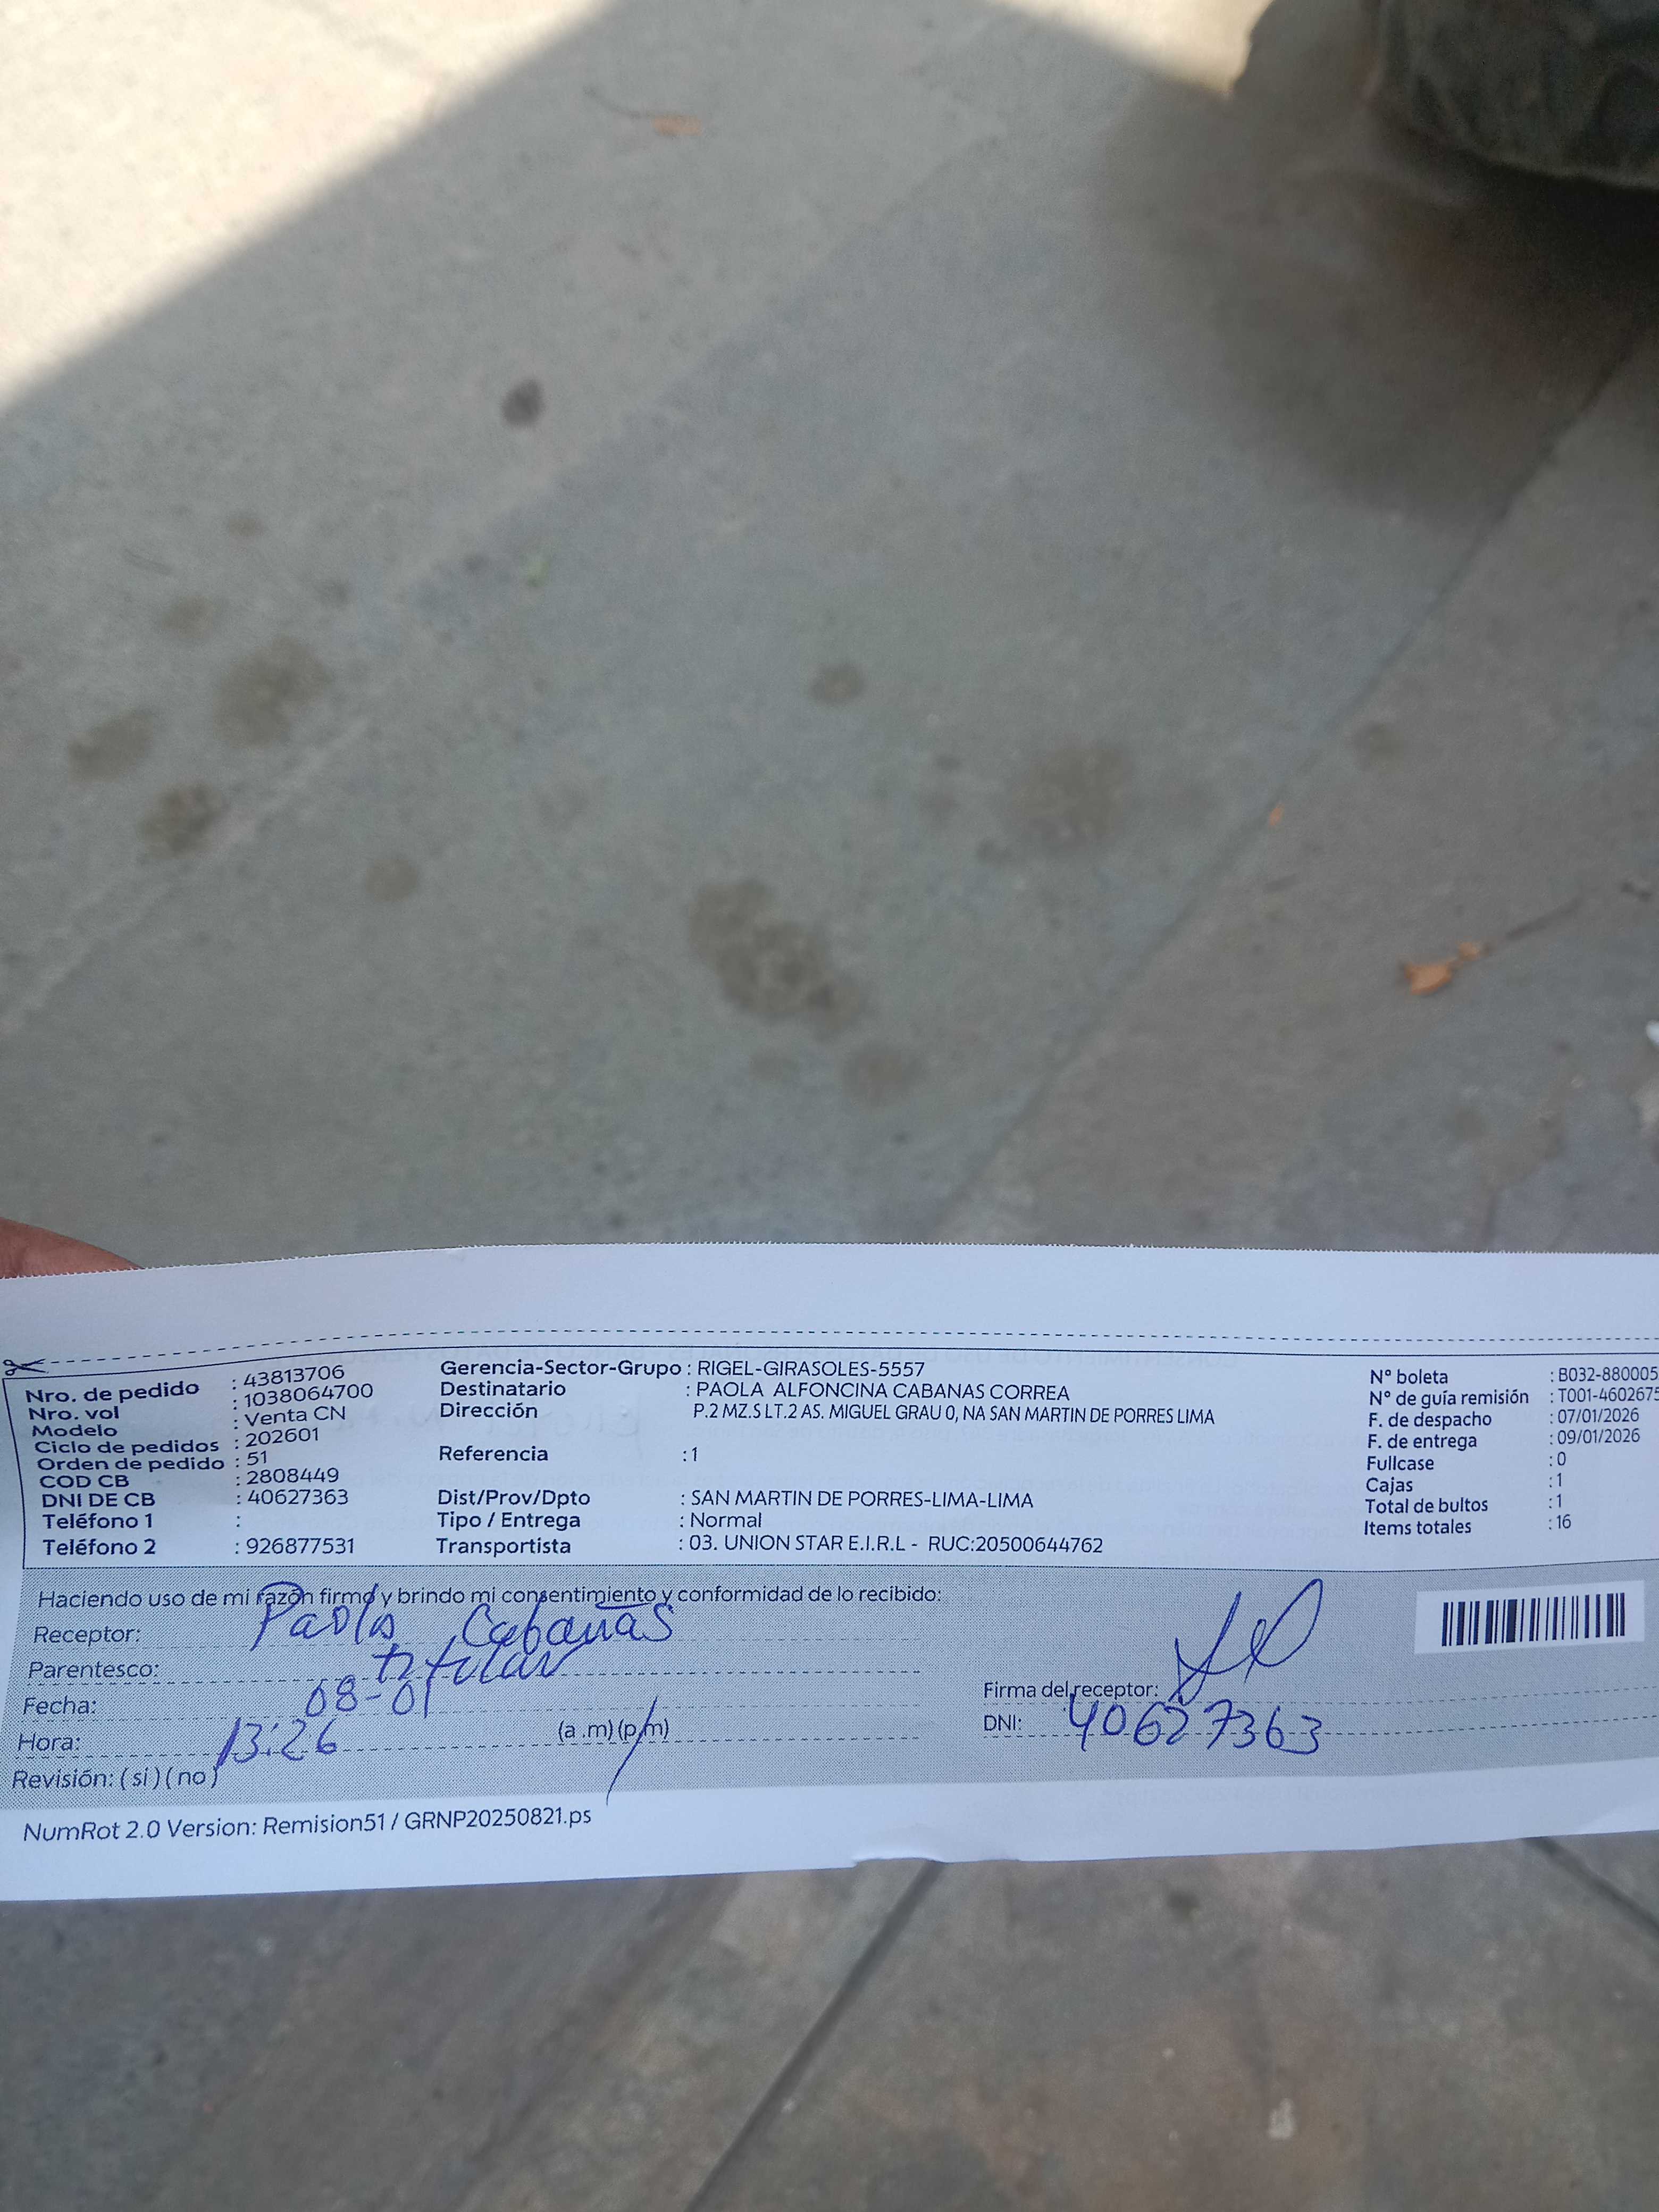 Nro. de pedido : 43813706
Nro. vol : 1038064700
Modelo : Venta CN
Ciclo de pedidos : 202601
Orden de pedido : 51
COD CB : 2808449
DNI DE CB : 40627363
Teléfono 1 :
Teléfono 2 : 926877531
Gerencia-Sector-Grupo : RIGEL-GIRASOLES-5557
Destinatario : PAOLA ALFONCINA CABANAS CORREA
Dirección P.2 MZ.S LT.2 AS. MIGUEL GRAU 0, NA SAN MARTIN DE PORRES LIMA
Referencia : 1
Dist/Prov/Dpto : SAN MARTIN DE PORRES-LIMA-LIMA
Tipo / Entrega : Normal
Transportista : 03. UNION STAR E.I.R.L - RUC:20500644762
N° boleta : B032-880005
N° de guía remisión : T001-4602675
F. de despacho : 07/01/2026
F. de entrega : 09/01/2026
Fullcase : 0
Cajas : 1
Total de bultos : 1
Items totales : 16
Haciendo uso de mi razón firmo y brindo mi consentimiento y conformidad de lo recibido:
Receptor: Paola Cabanas
Parentesco: titular
Fecha: 08-01
Hora: 13:26 (a .m) (p/m)
Revisión: ( si ) ( no )
Firma del receptor:
DNI: 40627363
NumRot 2.0 Version: Remision51 / GRNP20250821.ps